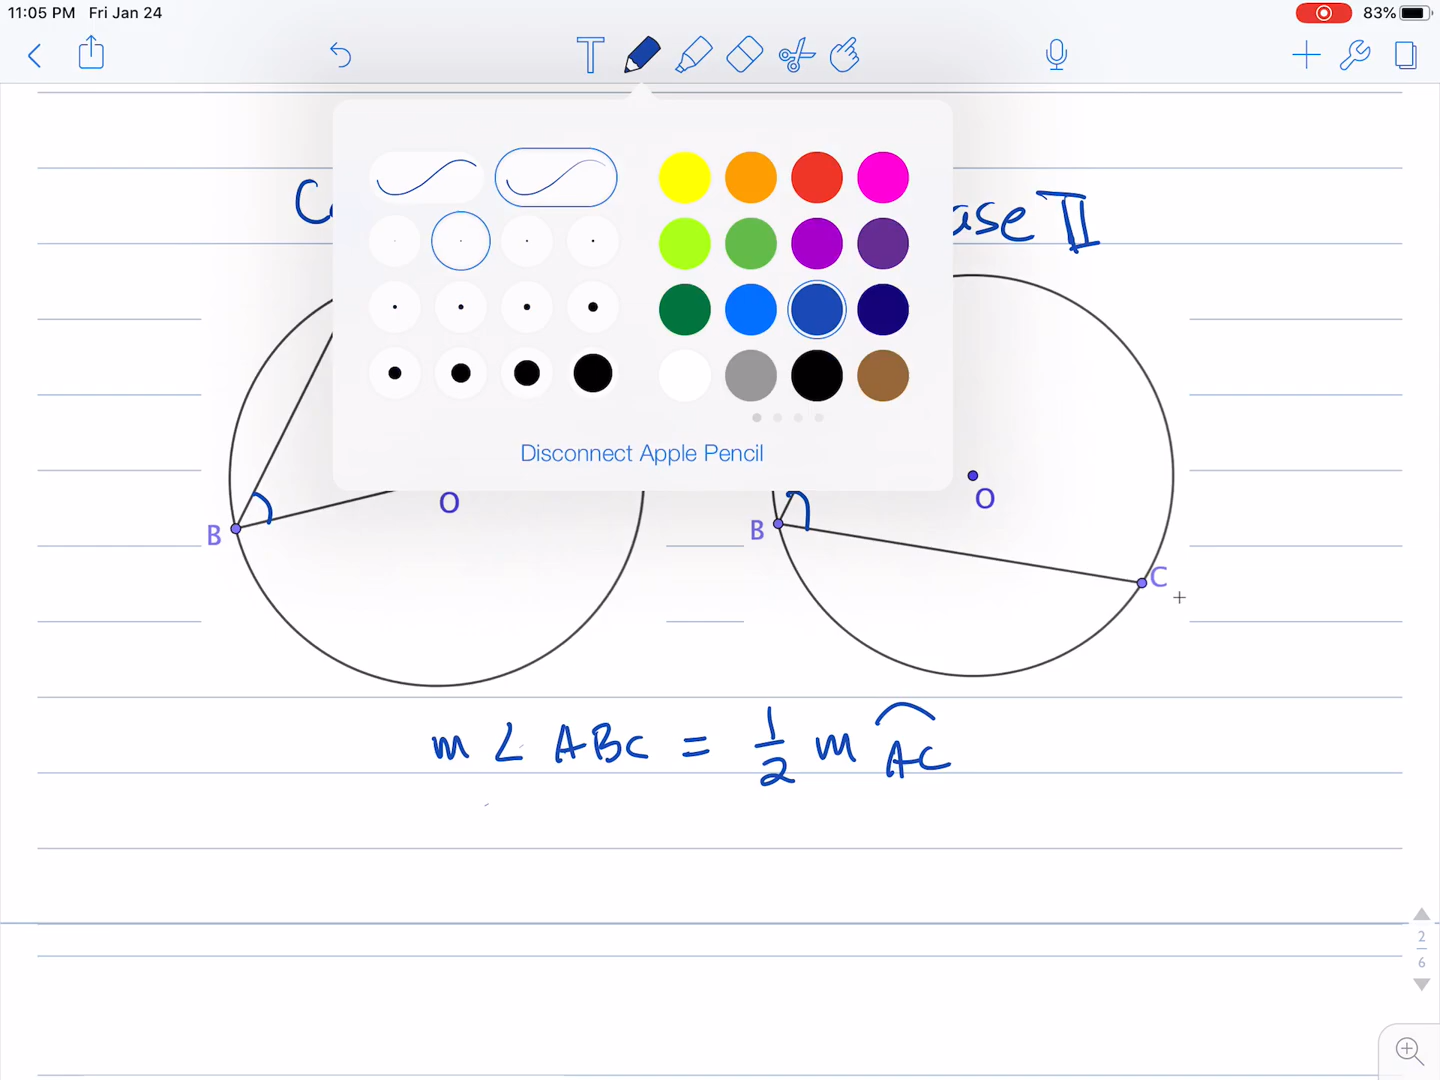 11:05 PM Fri Jan 24
83%
T
ase II
Disconnect Apple Pencil
O
B
O
B
C
m ∠ ABC = 1/2 m AC
2
6